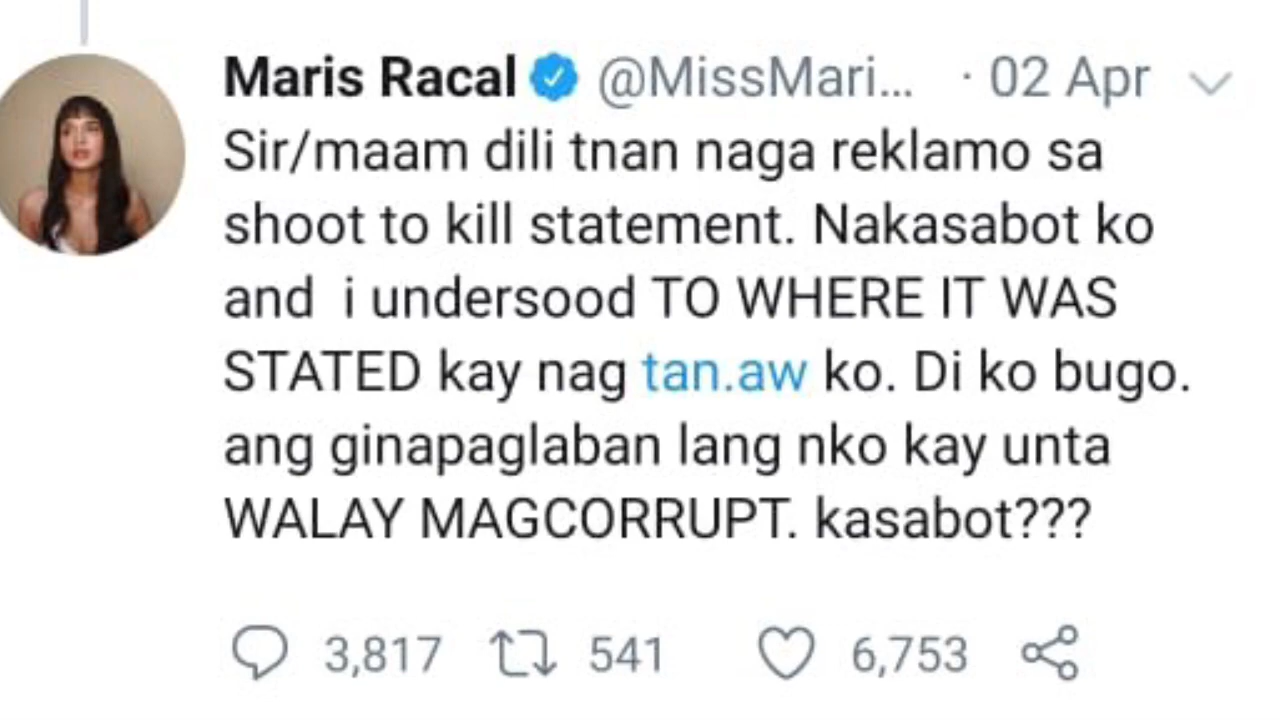 Maris Racal @MissMari... · 02 Apr
Sir/maam dili tnan naga reklamo sa
shoot to kill statement. Nakasabot ko
and  i undersood TO WHERE IT WAS
STATED kay nag tan.aw ko. Di ko bugo.
ang ginapaglaban lang nko kay unta
WALAY MAGCORRUPT. kasabot???
3,817 541 6,753